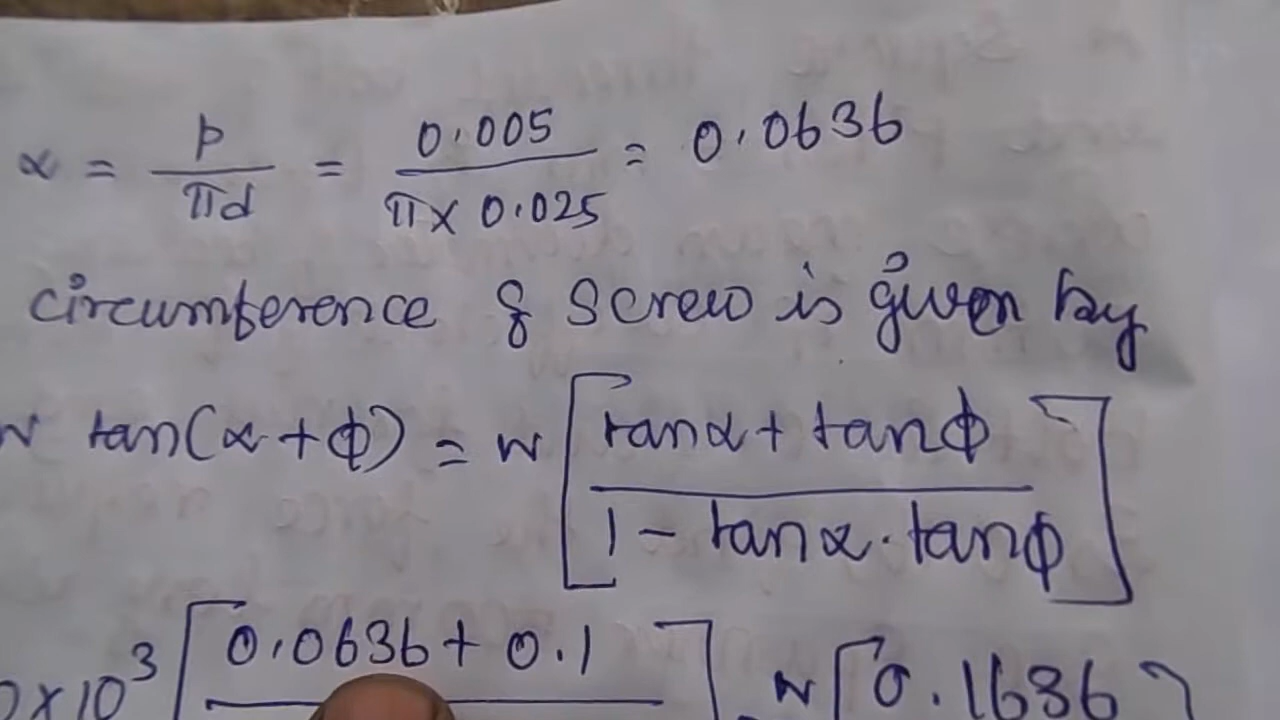 α = p/πd = 0.005/π× 0.025 = 0.0636
circumference of Screw is given by
W tan(α+ϕ) = W [tanα+tanϕ/1-tanα.tanϕ]
×10³ [0.0636+0.1 W[0.1636]